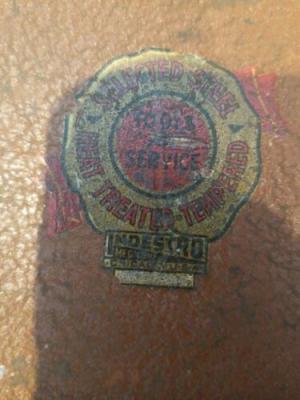 SELECTED STEEL
TOOLS
SERVICE
HEAT TREATED-TEMPERED
INDESTRO